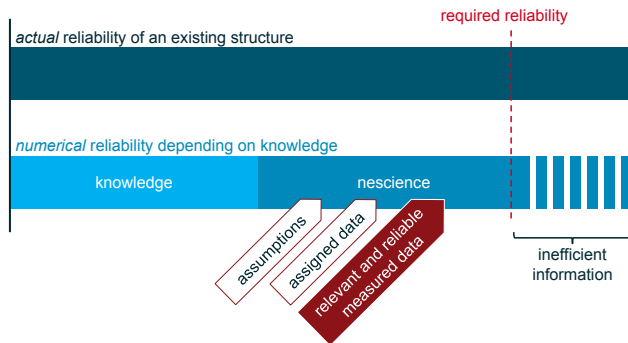 required reliability
actual reliability of an existing structure
numerical reliability depending on knowledge
knowledge
nescience
assumptions
assigned data
relevant and reliable
measured data
inefficient
information